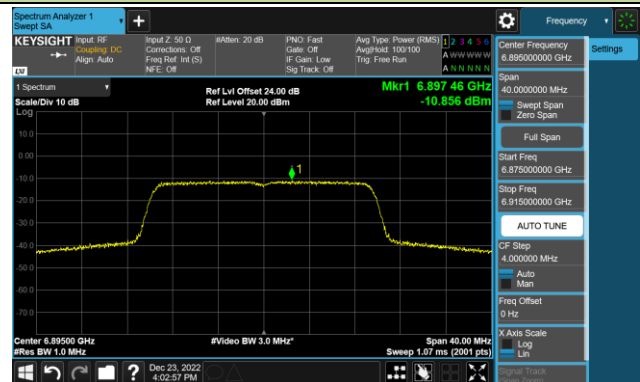 Spectrum Analyzer 1
Swept SA
Frequency
KEYSIGHT
Input: RF
Coupling: DC
Align: Auto
Input Z: 50 Ω
Corrections: Off
Freq Ref: Int (S)
NFE: Off
#Atten: 20 dB
PNO: Fast
Gate: Off
IF Gain: Low
Sig Track: Off
Avg Type: Power (RMS)
Avg|Hold: 100/100
Trig: Free Run
1 2 3 4 5 6
A W W W W W
A N N N N N
LXI
1 Spectrum
Scale/Div 10 dB
Ref Lvl Offset 24.00 dB
Ref Level 20.00 dBm
Mkr1 6.897 46 GHz
-10.856 dBm
Log
10.0
0.00
-10.0
-20.0
-30.0
-40.0
-50.0
-60.0
-70.0
1
Center 6.89500 GHz
#Res BW 1.0 MHz
#Video BW 3.0 MHz*
Span 40.00 MHz
Sweep 1.07 ms (2001 pts)
?
Dec 23, 2022
4:02:57 PM
Center Frequency
6.895000000 GHz
Settings
Span
40.0000000 MHz
Swept Span
Zero Span
Full Span
Start Freq
6.875000000 GHz
Stop Freq
6.915000000 GHz
AUTO TUNE
CF Step
4.000000 MHz
Auto
Man
Freq Offset
0 Hz
X Axis Scale
Log
Lin
Signal Track